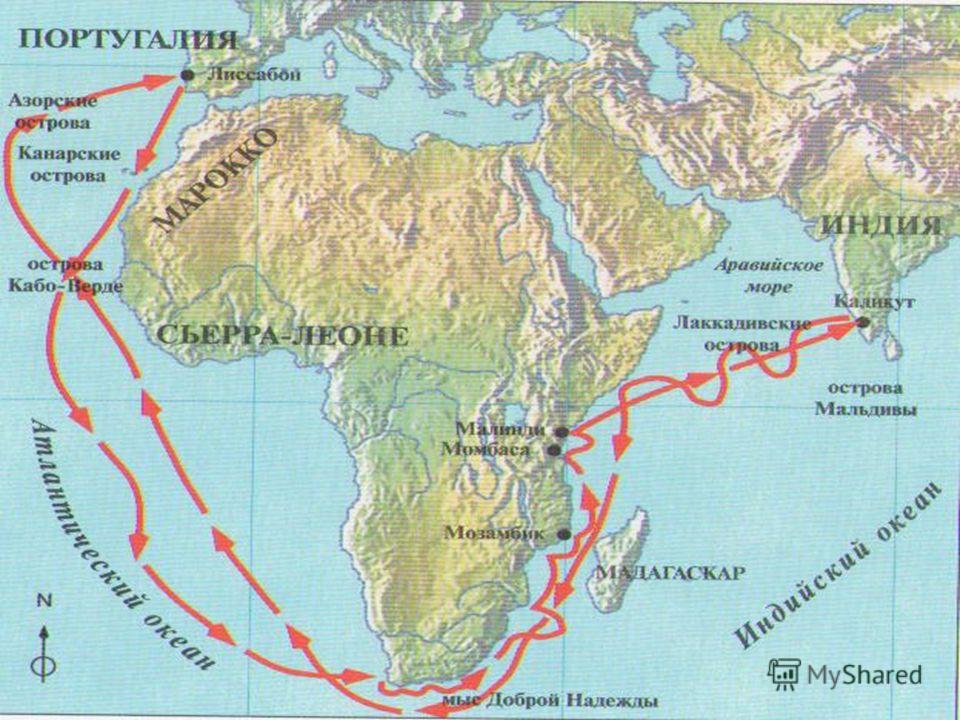 ПОРТУГАЛИЯ
Лиссабон
Азорские
острова
Канарские
острова
МАРОККО
острова
Кабо-Верде
СЬЕРРА-ЛЕОНЕ
ИНДИЯ
Аравийское
море
Каликут
Лаккадивские
острова
острова
Мальдивы
Малинди
Момбаса
Мозамбик
МАДАГАСКАР
Атлантический океан
Индийский океан
N
мыс Доброй Надежды
MyShared